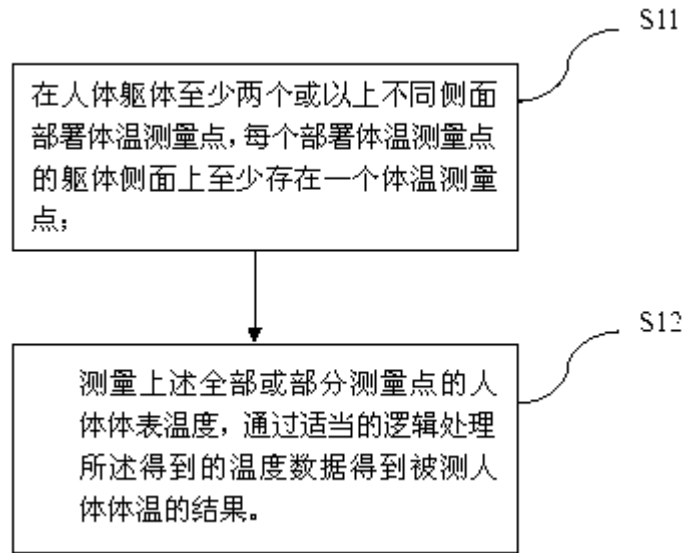 S11
在人体躯体至少两个或以上不同侧面
部署体温测量点，每个部署体温测量点
的躯体侧面上至少存在一个体温测量
点；
S12
测量上述全部或部分测量点的人
体体表温度，通过适当的逻辑处理
所述得到的温度数据得到被测人
体体温的结果。